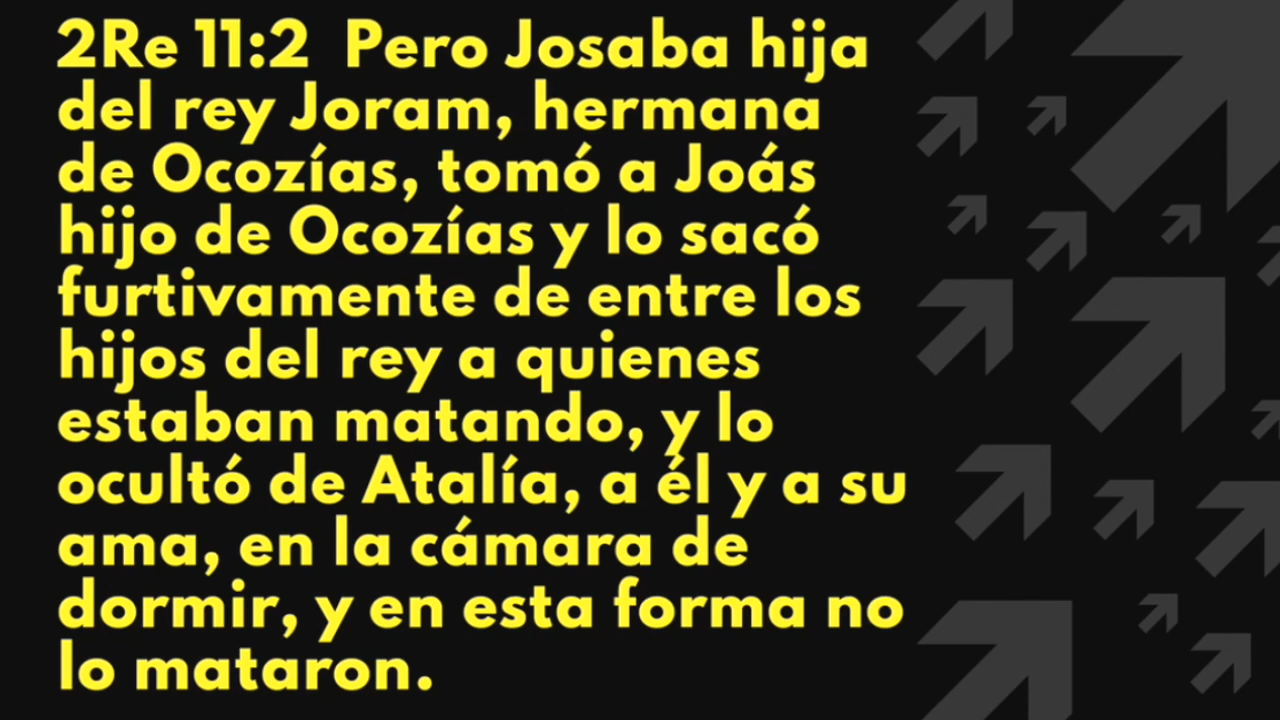 2Re 11:2 Pero Josaba hija
del rey Joram, hermana
de Ocozías, tomó a Joás
hijo de Ocozías y lo sacó
furtivamente de entre los
hijos del rey a quienes
estaban matando, y lo
ocultó de Atalía, a él y a su
ama, en la cámara de
dormir, y en esta forma no
lo mataron.